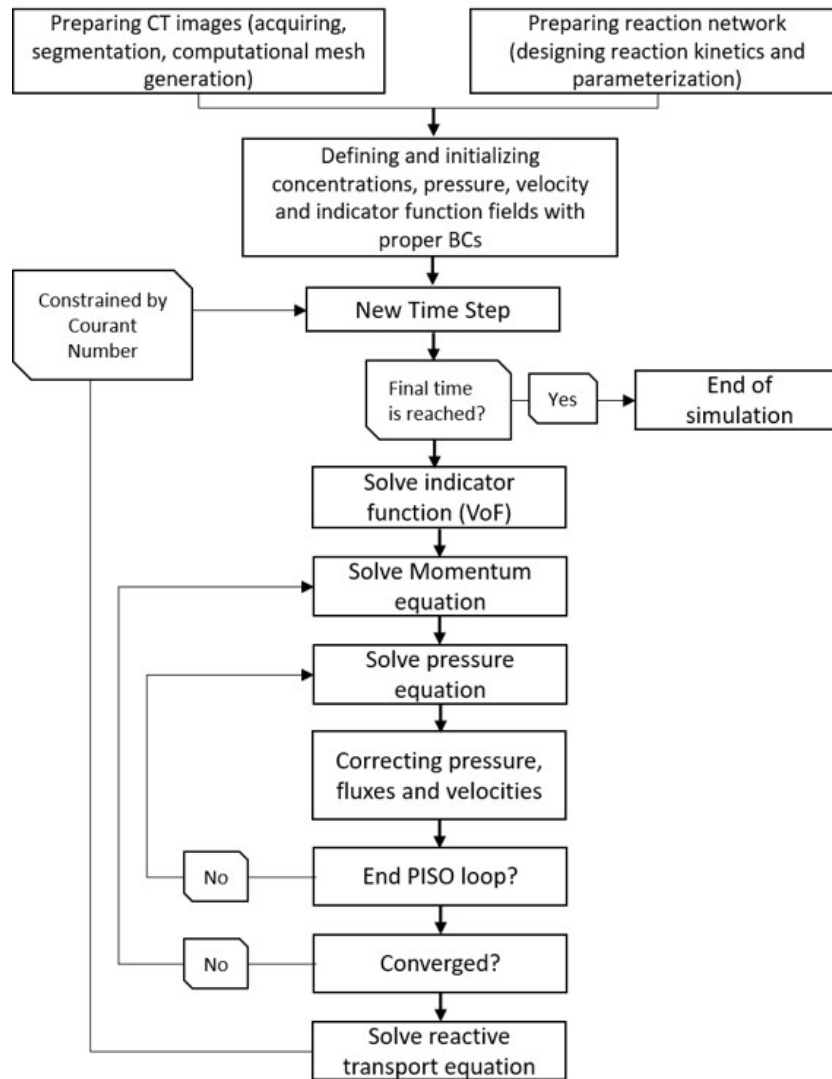 Preparing CT images (acquiring,
segmentation, computational mesh
generation)
Preparing reaction network
(designing reaction kinetics and
parameterization)
Defining and initializing
concentrations, pressure, velocity
and indicator function fields with
proper BCs
Constrained by
Courant
Number
New Time Step
Final time
is reached?
Yes
End of
simulation
Solve indicator
function (VoF)
Solve Momentum
equation
Solve pressure
equation
Correcting pressure,
fluxes and velocities
No
End PISO loop?
No
Converged?
Solve reactive
transport equation